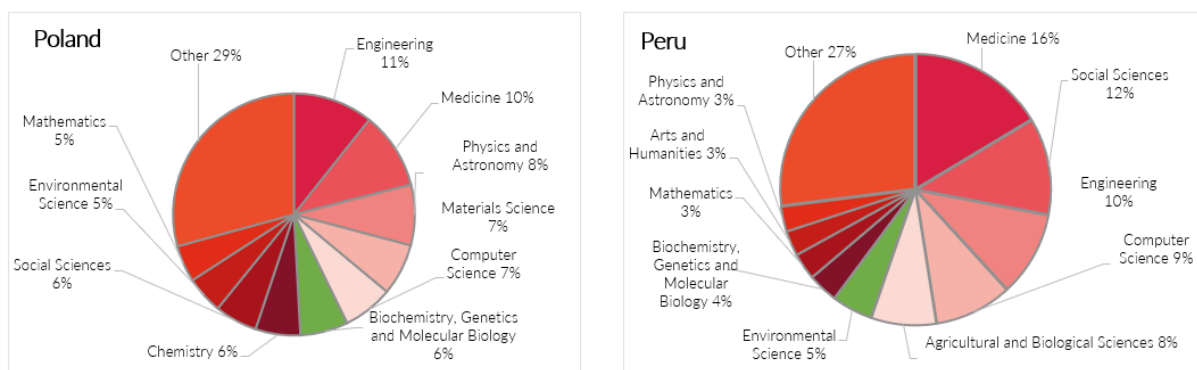 Poland
Engineering
11%
Medicine 10%
Physics and
Astronomy 8%
Materials Science
7%
Computer
Science 7%
Biochemistry, Genetics
and Molecular Biology
6%
Chemistry 6%
Social Sciences
6%
Environmental
Science 5%
Mathematics
5%
Other 29%
Peru
Medicine 16%
Social Sciences
12%
Engineering
10%
Computer
Science 9%
Agricultural and Biological Sciences 8%
Environmental
Science 5%
Biochemistry,
Genetics and
Molecular
Biology 4%
Mathematics
3%
Arts and
Humanities 3%
Physics and
Astronomy 3%
Other 27%